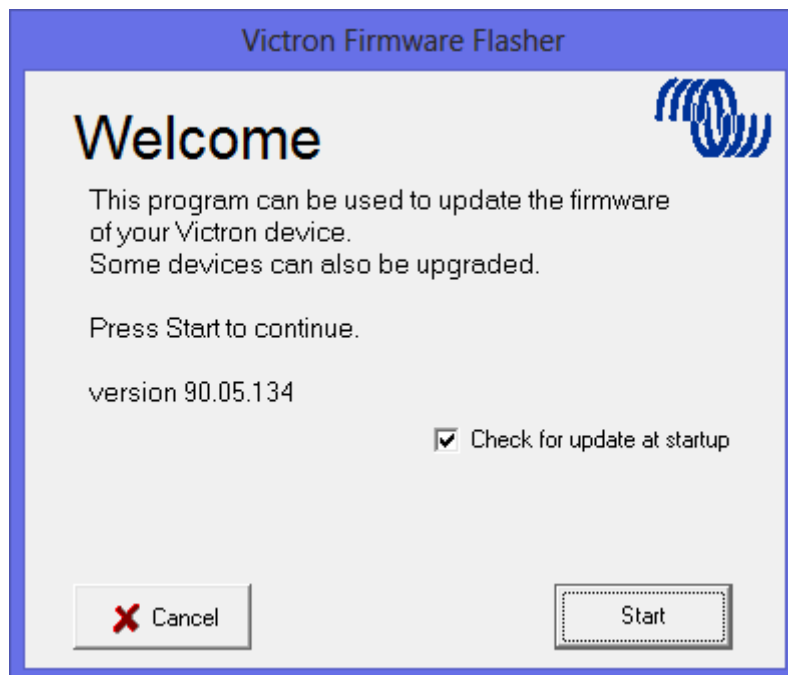 Victron Firmware Flasher
Welcome
This program can be used to update the firmware
of your Victron device.
Some devices can also be upgraded.
Press Start to continue.
version 90.05.134
Check for update at startup
Cancel
Start